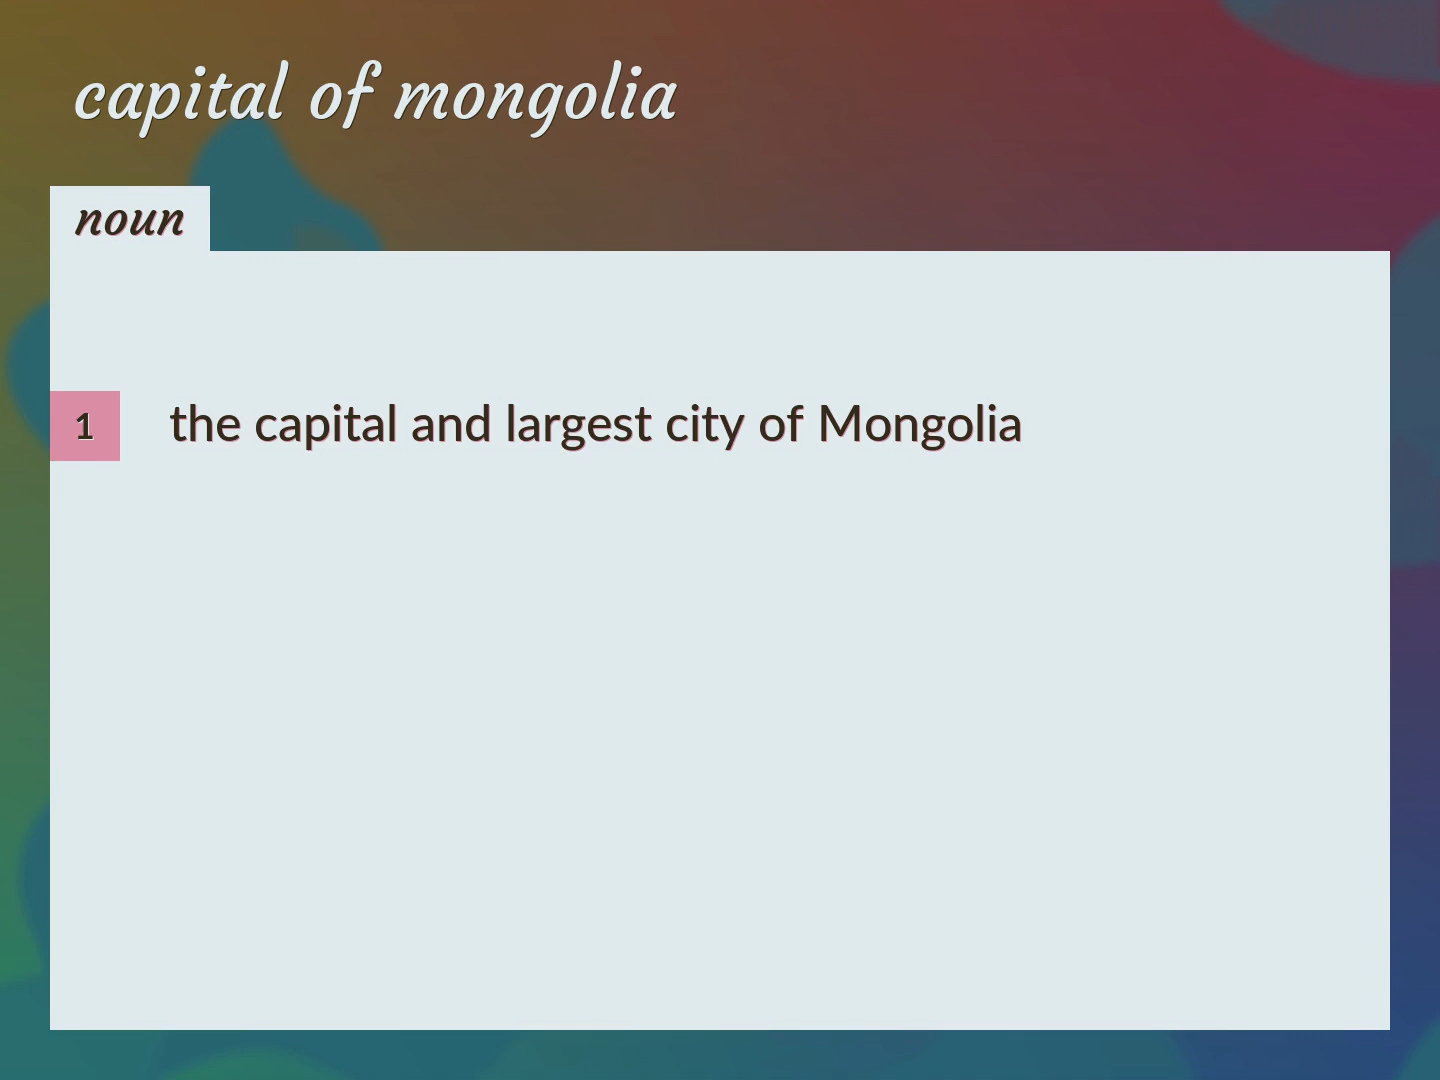 capital of mongolia
noun
1 the capital and largest city of Mongolia